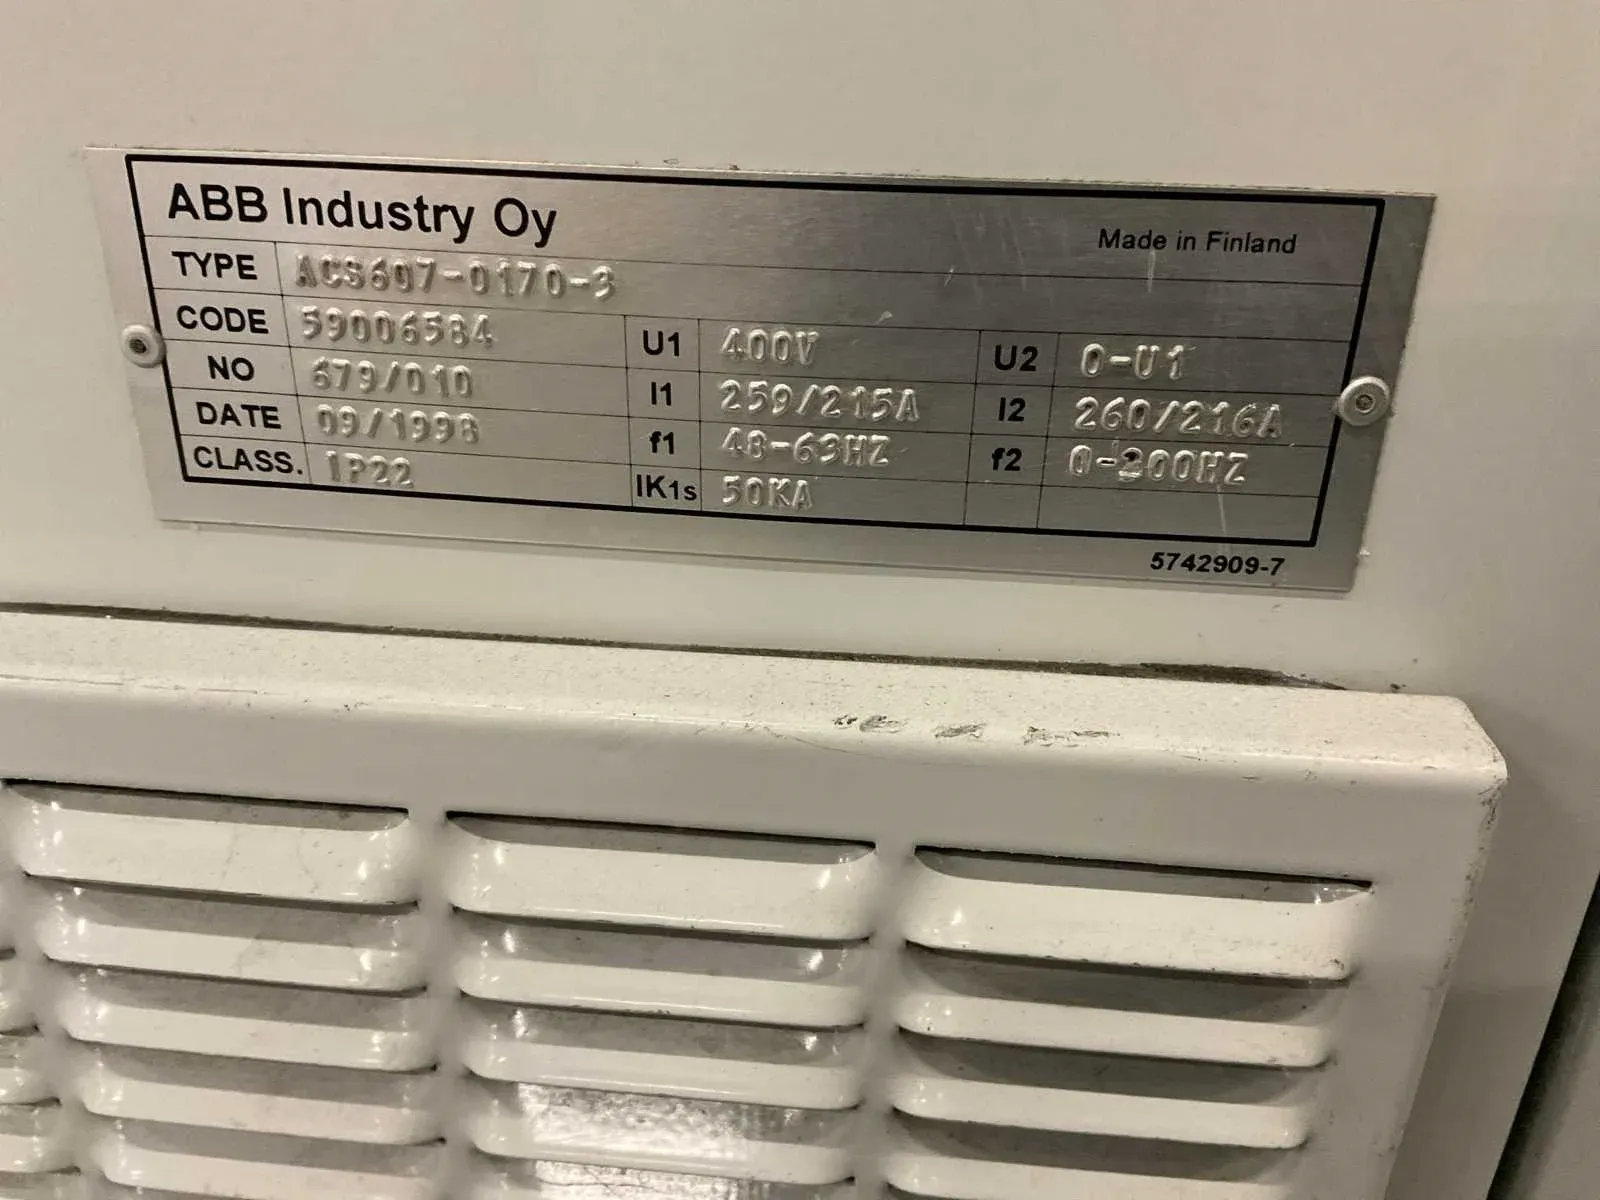 ABB Industry Oy
Made in Finland
TYPE ACS607-0170-3
CODE 59006584 U1 400V U2 0-U1
NO 679/010 I1 259/215A I2 260/216A
DATE 09/1998 f1 48-63HZ f2 0-300HZ
CLASS. IP22 IK1s 50KA
5742909-7